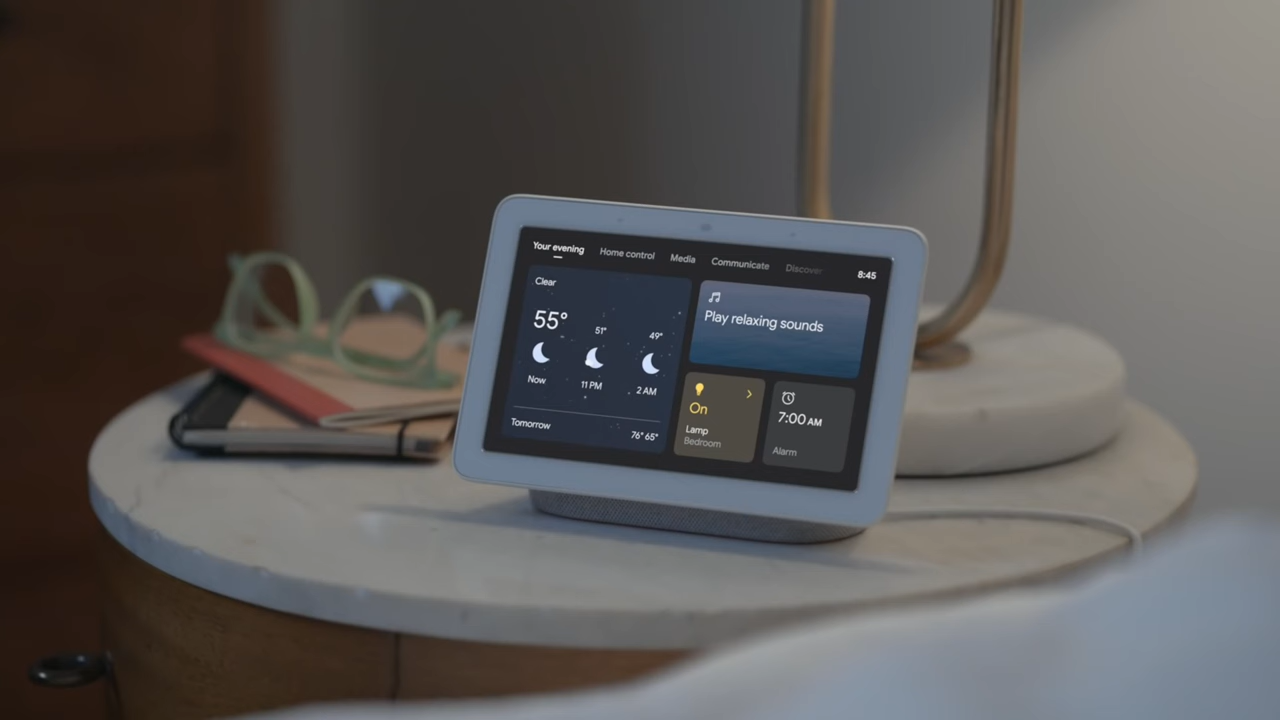 Your evening Home control Media Communicate Discover 8:45
Clear
55° 51° 49°
Now 11 PM 2 AM
Tomorrow 76° 65°
Play relaxing sounds
On
Lamp
Bedroom
7:00 AM
Alarm